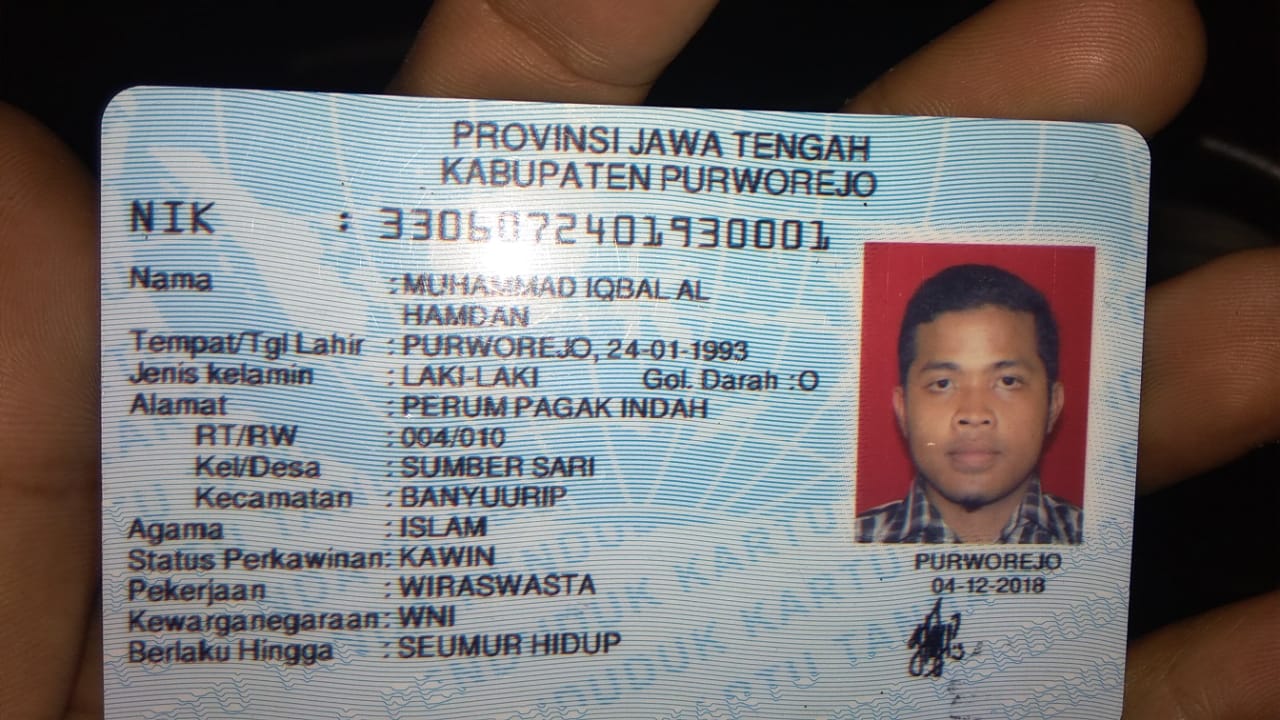 PROVINSI JAWA TENGAH
KABUPATEN PURWOREJO
NIK : 3306072401930001
Nama : MUHAMMAD IQBAL AL
HAMDAN
Tempat/Tgl Lahir : PURWOREJO, 24-01-1993
Jenis kelamin : LAKI-LAKI Gol. Darah :O
Alamat : PERUM PAGAK INDAH
RT/RW : 004/010
Kel/Desa : SUMBER SARI
Kecamatan : BANYUURIP
Agama : ISLAM
Status Perkawinan: KAWIN
Pekerjaan : WIRASWASTA
Kewarganegaraan: WNI
Berlaku Hingga : SEUMUR HIDUP
PURWOREJO
04-12-2018